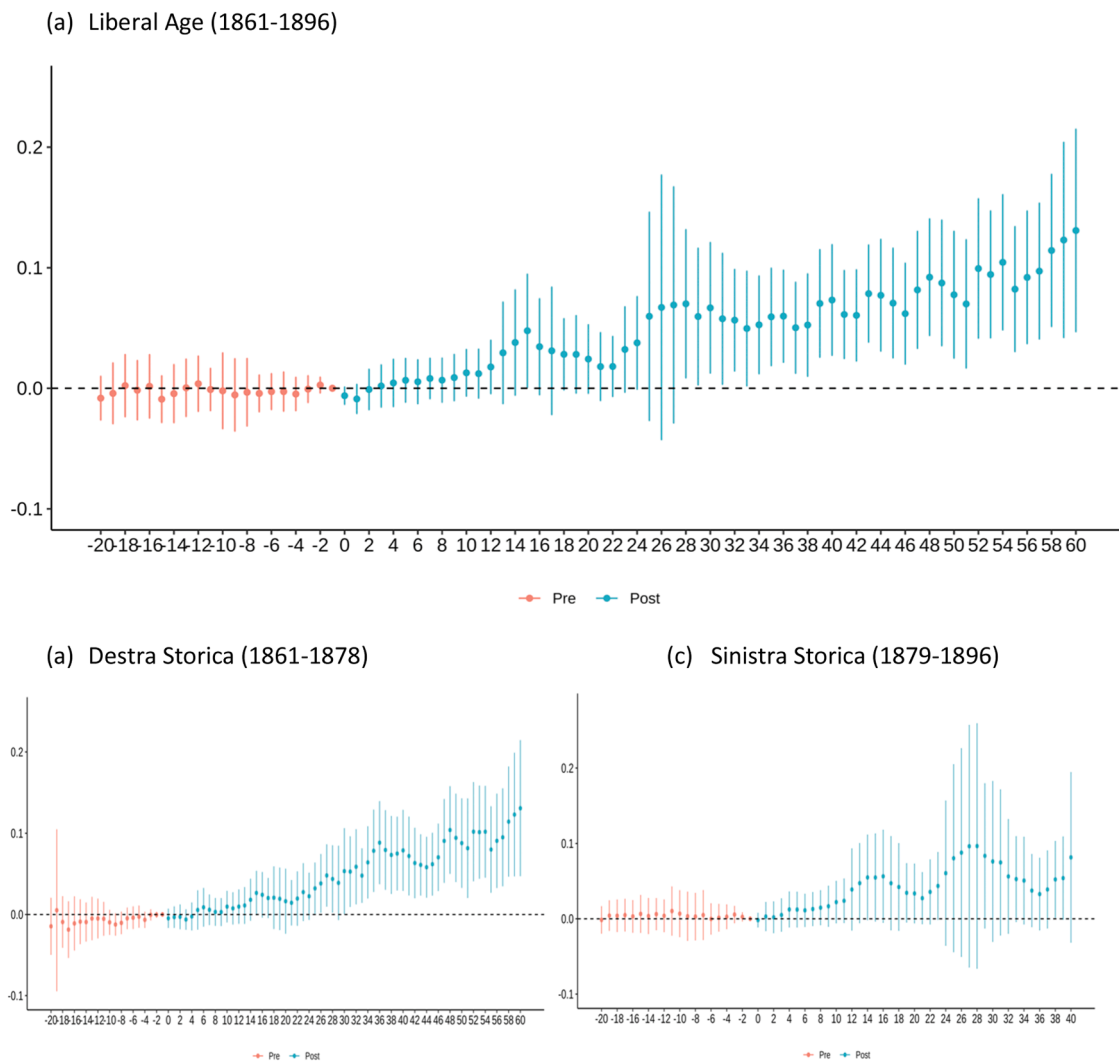 (a) Liberal Age (1861-1896)
0.2
0.1
0.0
-0.1
-20 -18 -16 -14 -12 -10 -8 -6 -4 -2 0 2 4 6 8 10 12 14 16 18 20 22 24 26 28 30 32 34 36 38 40 42 44 46 48 50 52 54 56 58 60
Pre Post
(a) Destra Storica (1861-1878)
0.2
0.1
0.0
-0.1
-20 -18 -16 -14 -12 -10 -8 -6 -4 -2 0 2 4 6 8 10 12 14 16 18 20 22 24 26 28 30 32 34 36 38 40 42 44 46 48 50 52 54 56 58 60
Pre Post
(c) Sinistra Storica (1879-1896)
0.2
0.1
0.0
-0.1
-20 -18 -16 -14 -12 -10 -8 -6 -4 -2 0 2 4 6 8 10 12 14 16 18 20 22 24 26 28 30 32 34 36 38 40
Pre Post